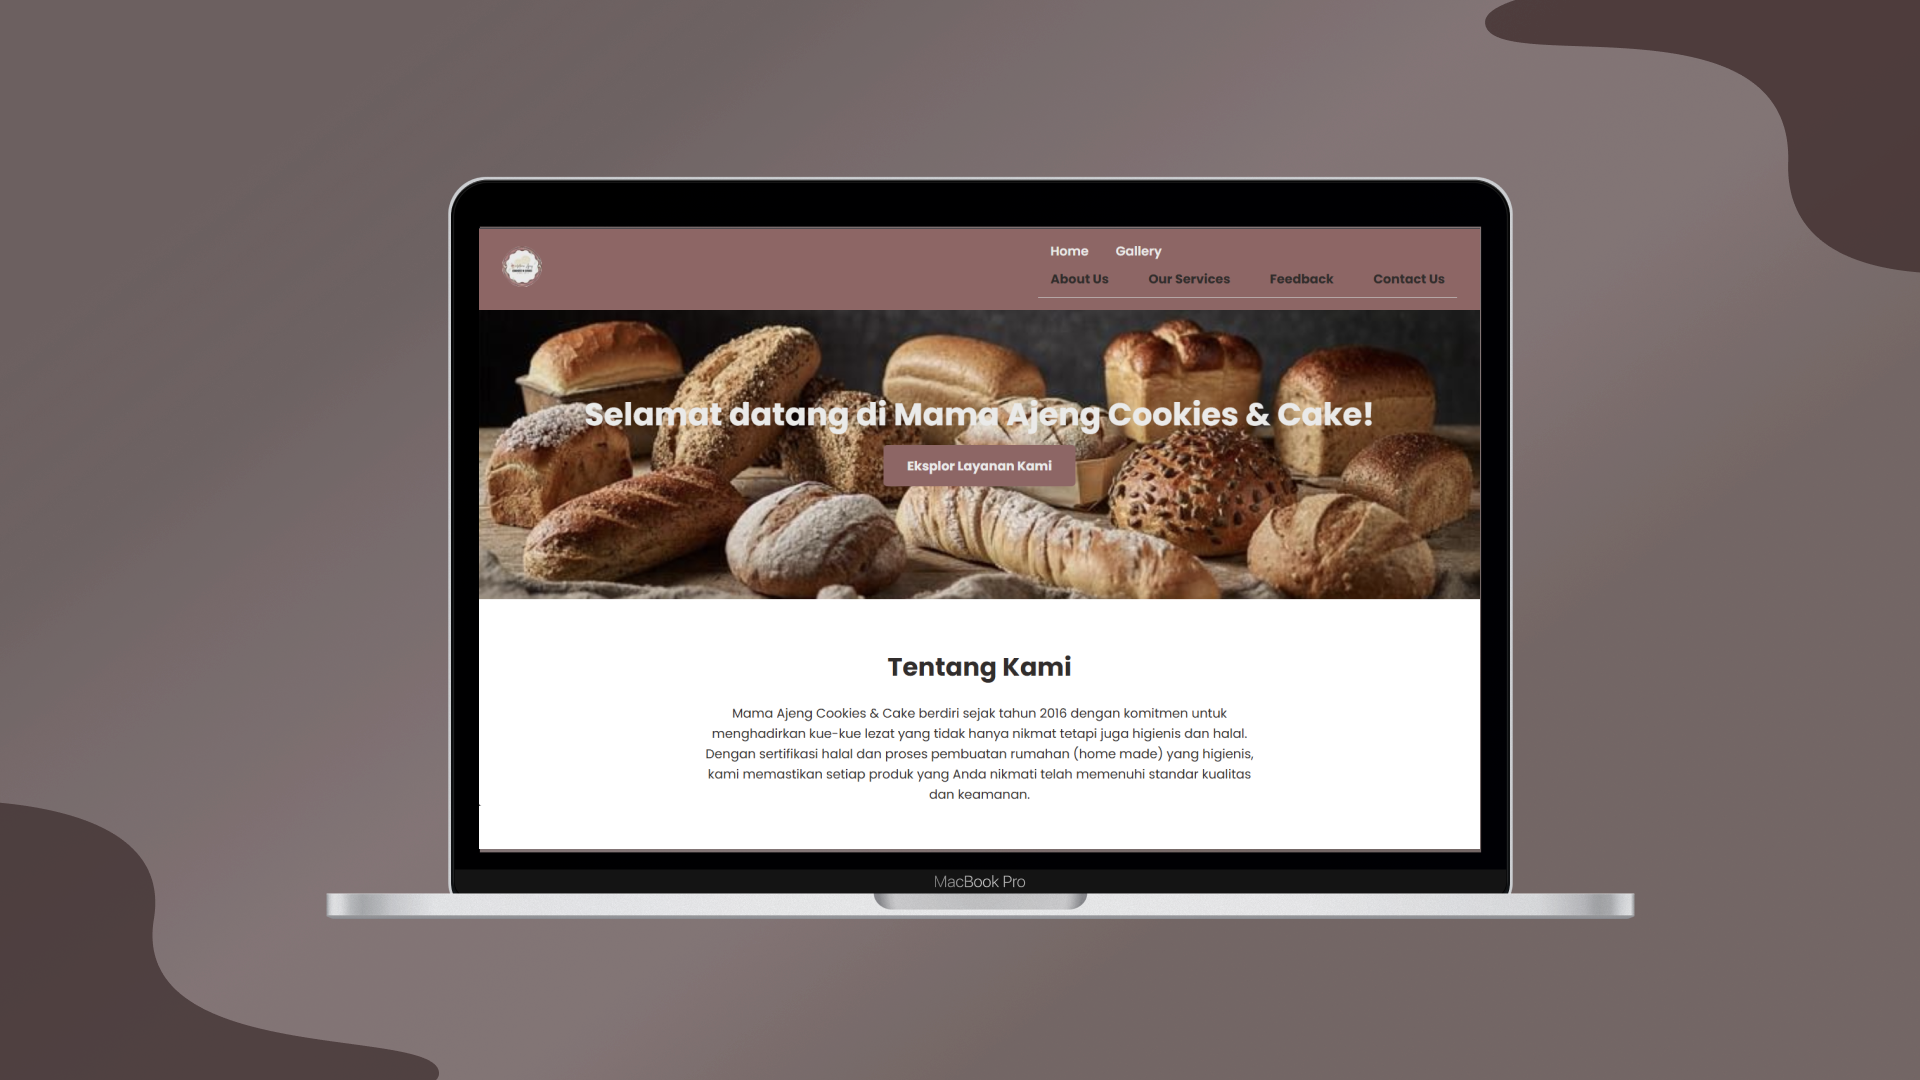 Home Gallery
About Us Our Services Feedback Contact Us
Selamat datang di Mama Ajeng Cookies & Cake!
Eksplor Layanan Kami
Tentang Kami
Mama Ajeng Cookies & Cake berdiri sejak tahun 2016 dengan komitmen untuk
menghadirkan kue-kue lezat yang tidak hanya nikmat tetapi juga higienis dan halal.
Dengan sertifikasi halal dan proses pembuatan rumahan (home made) yang higienis,
kami memastikan setiap produk yang Anda nikmati telah memenuhi standar kualitas
dan keamanan.
MacBook Pro